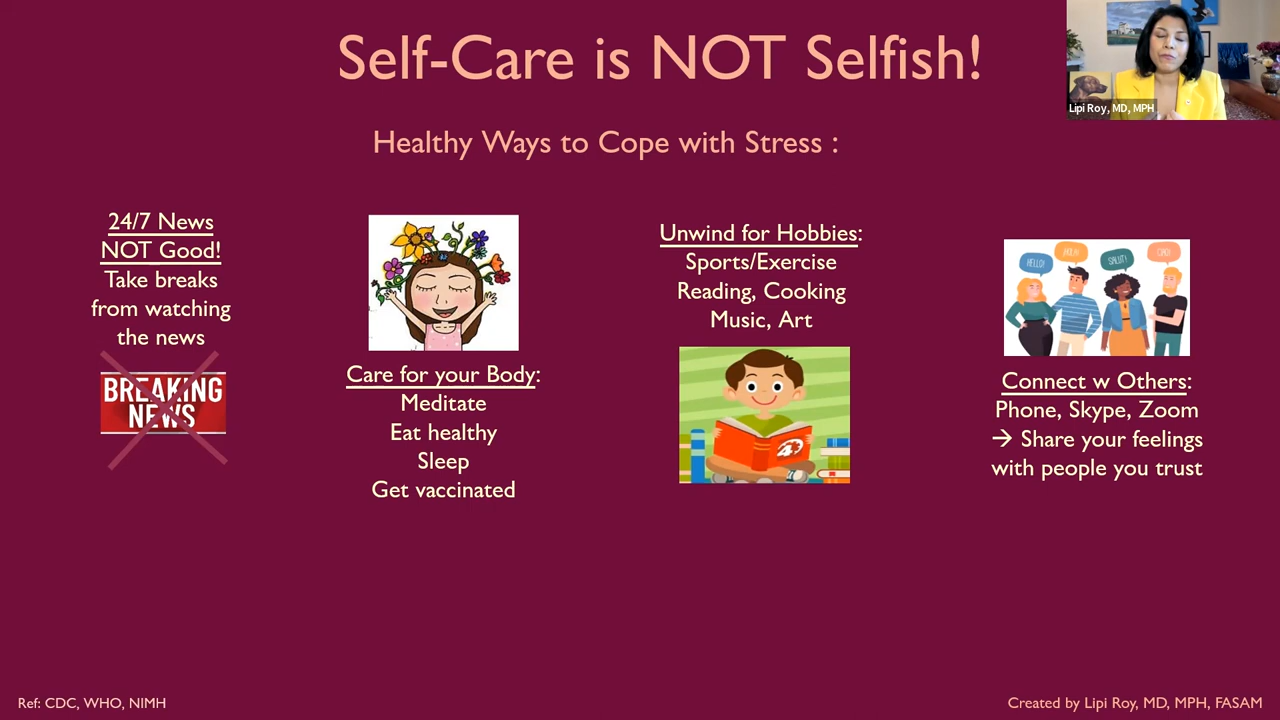 Self-Care is NOT Selfish!
Lipi Roy, MD, MPH
Healthy Ways to Cope with Stress :
24/7 News
NOT Good!
Take breaks
from watching
the news
BREAKING
NEWS
Care for your Body:
Meditate
Eat healthy
Sleep
Get vaccinated
Unwind for Hobbies:
Sports/Exercise
Reading, Cooking
Music, Art
HELLO!
HOLA!
SALUT!
CIAO!
Connect w Others:
Phone, Skype, Zoom
→ Share your feelings
with people you trust
Ref: CDC, WHO, NIMH
Created by Lipi Roy, MD, MPH, FASAM